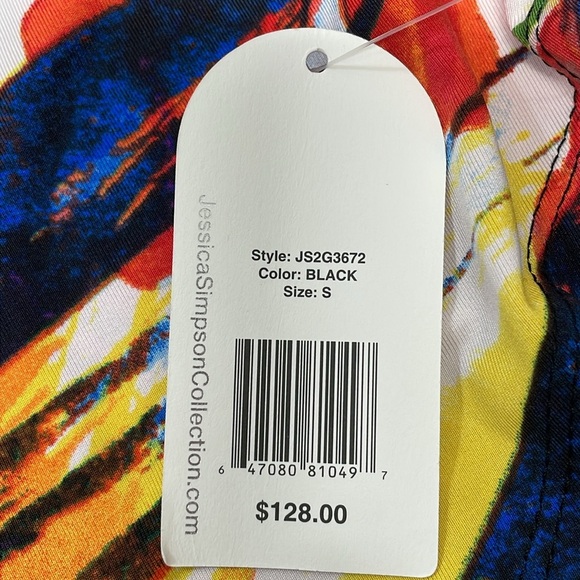 JessicaSimpsonCollection.com
Style: JS2G3672
Color: BLACK
Size: S
6 47080 81049 7
$128.00